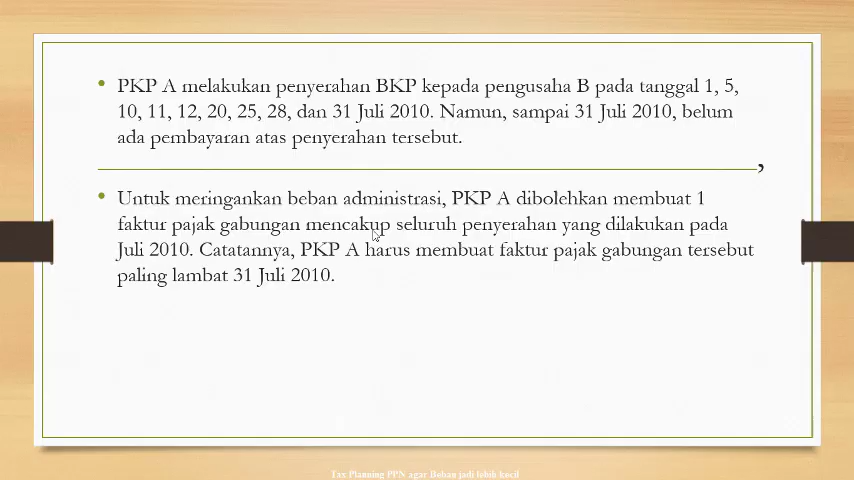 • PKP A melakukan penyerahan BKP kepada pengusaha B pada tanggal 1, 5,
10, 11, 12, 20, 25, 28, dan 31 Juli 2010. Namun, sampai 31 Juli 2010, belum
ada pembayaran atas penyerahan tersebut.
,
• Untuk meringankan beban administrasi, PKP A dibolehkan membuat 1
faktur pajak gabungan mencakup seluruh penyerahan yang dilakukan pada
Juli 2010. Catatannya, PKP A harus membuat faktur pajak gabungan tersebut
paling lambat 31 Juli 2010.
Tax Planning PPN agar Beban jadi lebih kecil